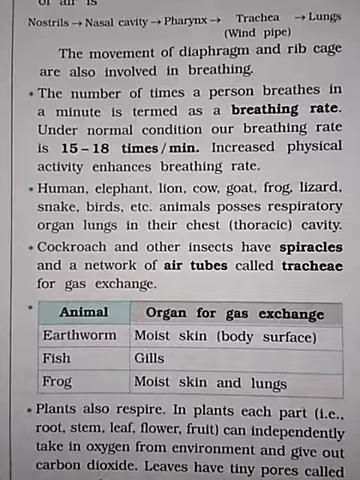 of air is
Nostrils → Nasal cavity → Pharynx → Trachea → Lungs
(Wind pipe)
The movement of diaphragm and rib cage
are also involved in breathing.
• The number of times a person breathes in
a minute is termed as a breathing rate.
Under normal condition our breathing rate
is 15 – 18 times/min. Increased physical
activity enhances breathing rate.
• Human, elephant, lion, cow, goat, frog, lizard,
snake, birds, etc. animals posses respiratory
organ lungs in their chest (thoracic) cavity.
• Cockroach and other insects have spiracles
and a network of air tubes called tracheae
for gas exchange.
• Animal Organ for gas exchange
Earthworm Moist skin (body surface)
Fish Gills
Frog Moist skin and lungs
• Plants also respire. In plants each part (i.e.,
root, stem, leaf, flower, fruit) can independently
take in oxygen from environment and give out
carbon dioxide. Leaves have tiny pores called